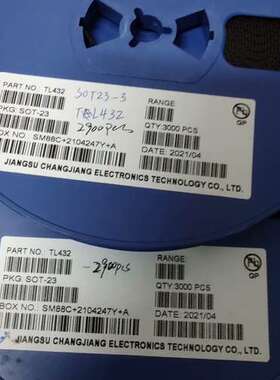 PART NO: TL432
SOT23-3
RANGE
TL432
PKG: SOT-23
2900pcs
QTY: 3000 PCS
GP
BOX NO: SM88C+2104247Y+A
DATE: 2021/04
JIANGSU CHANGJIANG ELECTRONICS TECHNOLOGY CO., LTD.
PART NO: TL432
RANGE
-2900pcs
PKG: SOT-23
QTY: 3000 PCS
GP
BOX NO.: SM88C+2104247Y+A
DATE: 2021/04
JIANGSU CHANGJIANG ELECTRONICS TECHNOLOGY CO., LTD.